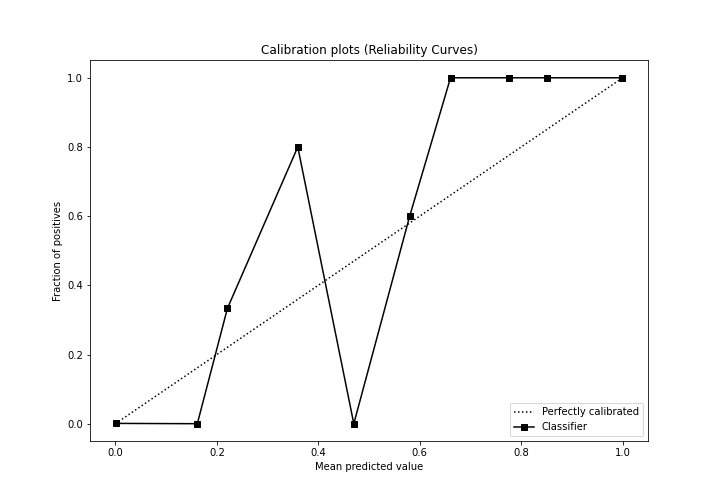 Calibration plots (Reliability Curves)
1.0
0.8
0.6
0.4
0.2
0.0
Fraction of positives
0.0 0.2 0.4 0.6 0.8 1.0
Mean predicted value
Perfectly calibrated
Classifier